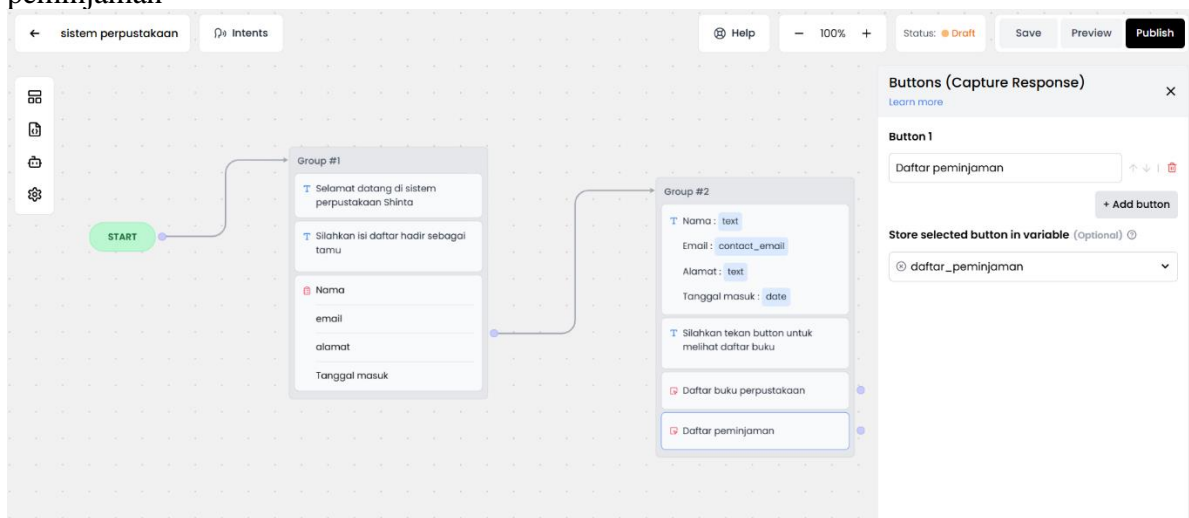 peminjaman
sistem perpustakaan
Intents
Help
100%
Status: Draft
Save
Preview
Publish
START
Group #1
Selamat datang di sistem
perpustakaan Shinta
Silahkan isi daftar hadir sebagai
tamu
Nama
email
alamat
Tanggal masuk
Group #2
Nama : text
Email : contact_email
Alamat : text
Tanggal masuk : date
Silahkan tekan button untuk
melihat daftar buku
Daftar buku perpustakaan
Daftar peminjaman
Buttons (Capture Response)
Learn more
Button 1
Daftar peminjaman
+ Add button
Store selected button in variable (Optional)
daftar_peminjaman